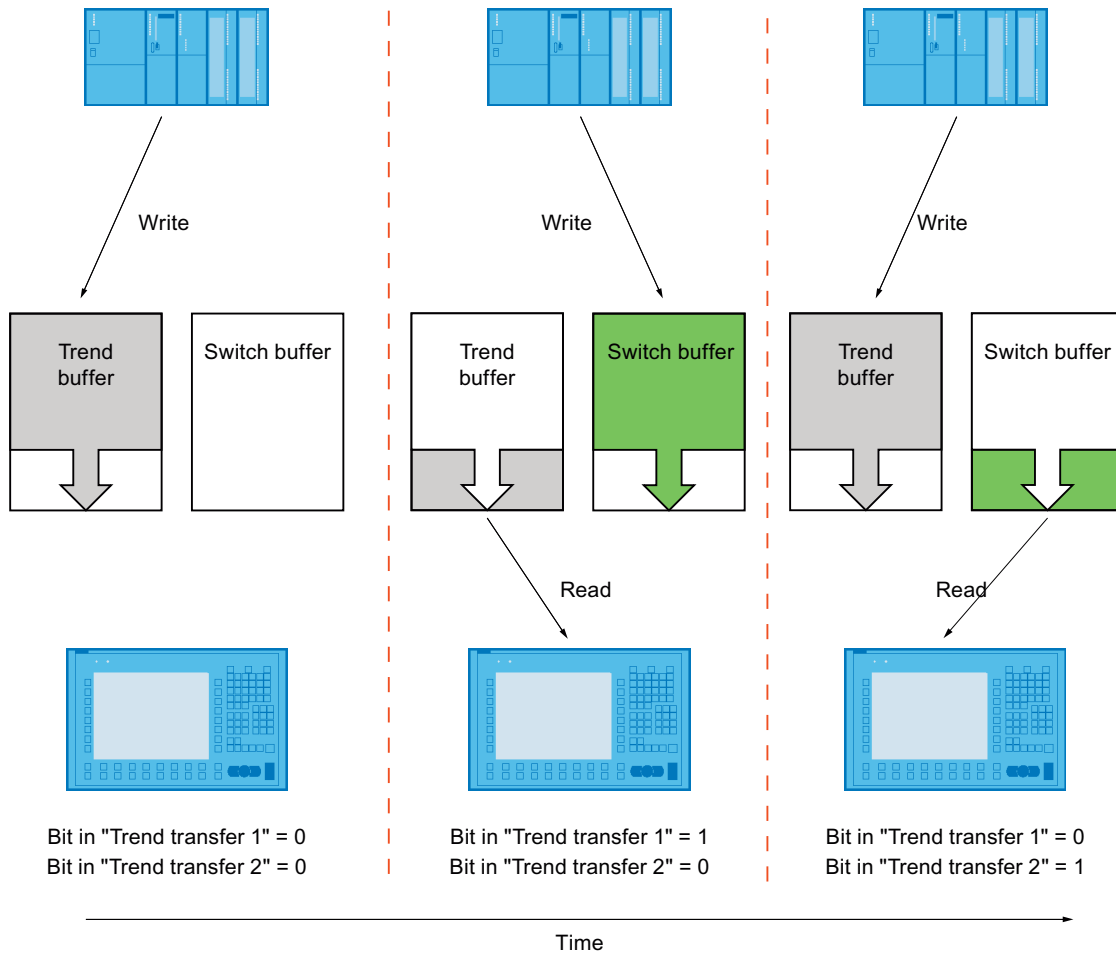 Write
Write
Write
Trend
buffer
Switch buffer
Trend
buffer
Switch buffer
Trend
buffer
Switch buffer
Read
Read
Bit in "Trend transfer 1" = 0
Bit in "Trend transfer 2" = 0
Bit in "Trend transfer 1" = 1
Bit in "Trend transfer 2" = 0
Bit in "Trend transfer 1" = 0
Bit in "Trend transfer 2" = 1
Time